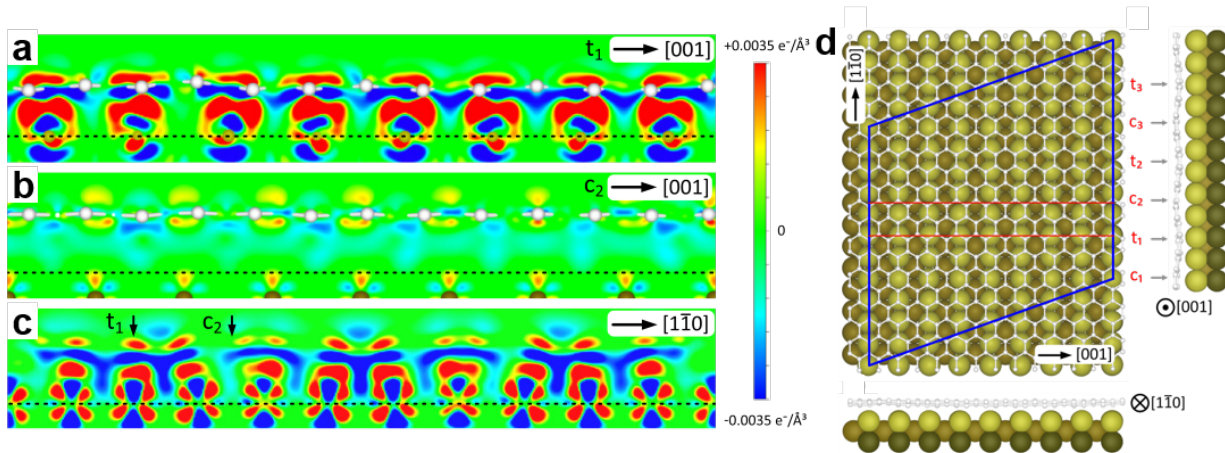 a
t₁ → [001]
b
c₂ → [001]
c
t₁
c₂
→ [11̅0]
+0.0035 e⁻/Å³
0
-0.0035 e⁻/Å³
d
[11̅0]
t₃
c₃
t₂
c₂
t₁
c₁
[001]
→ [001]
[11̅0]